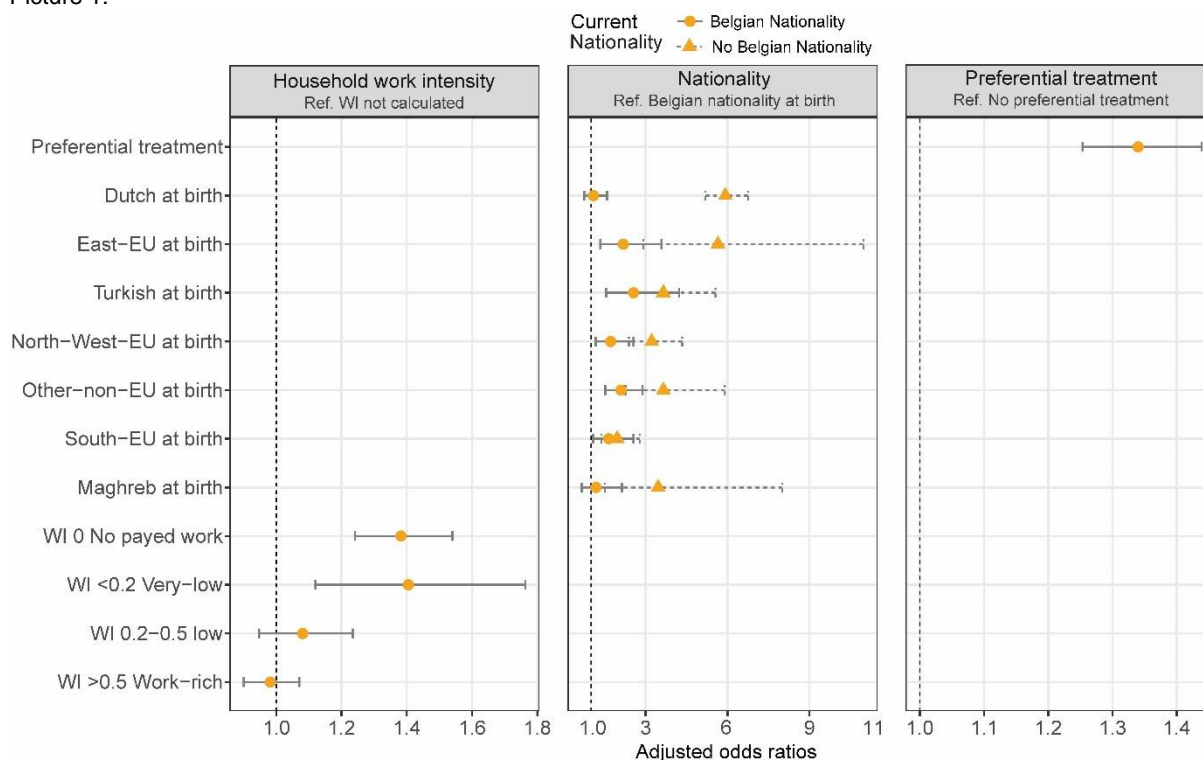 Picture 1.
Current
Nationality
Belgian Nationality
No Belgian Nationality
Household work intensity
Ref. WI not calculated
Nationality
Ref. Belgian nationality at birth
Preferential treatment
Ref. No preferential treatment
Preferential treatment
Dutch at birth
East-EU at birth
Turkish at birth
North-West-EU at birth
Other-non-EU at birth
South-EU at birth
Maghreb at birth
WI 0 No payed work
WI <0.2 Very-low
WI 0.2-0.5 low
WI >0.5 Work-rich
1.0 1.2 1.4 1.6 1.8
1.0 3 6 9 11
1.0 1.1 1.2 1.3 1.4
Adjusted odds ratios